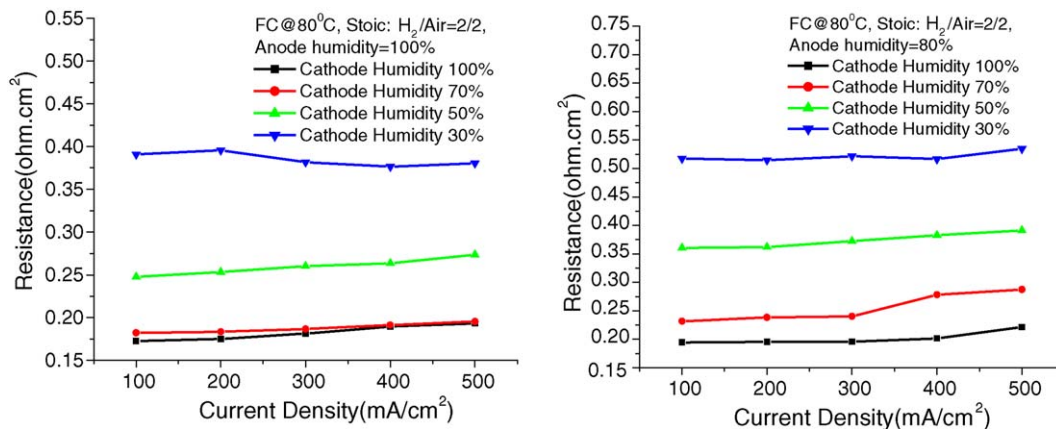 FC@80⁰C, Stoic: H₂/Air=2/2,
Anode humidity=100%
Cathode Humidity 100%
Cathode Humidity 70%
Cathode Humidity 50%
Cathode Humidity 30%
Resistance(ohm.cm²)
0.55
0.50
0.45
0.40
0.35
0.30
0.25
0.20
0.15
100 200 300 400 500
Current Density(mA/cm²)
FC@80⁰C, Stoic: H₂/Air=2/2,
Anode humidity=80%
Cathode Humidity 100%
Cathode Humidity 70%
Cathode Humidity 50%
Cathode Humidity 30%
Resistance(ohm.cm²)
0.75
0.70
0.65
0.60
0.55
0.50
0.45
0.40
0.35
0.30
0.25
0.20
0.15
100 200 300 400 500
Current Density(mA/cm²)